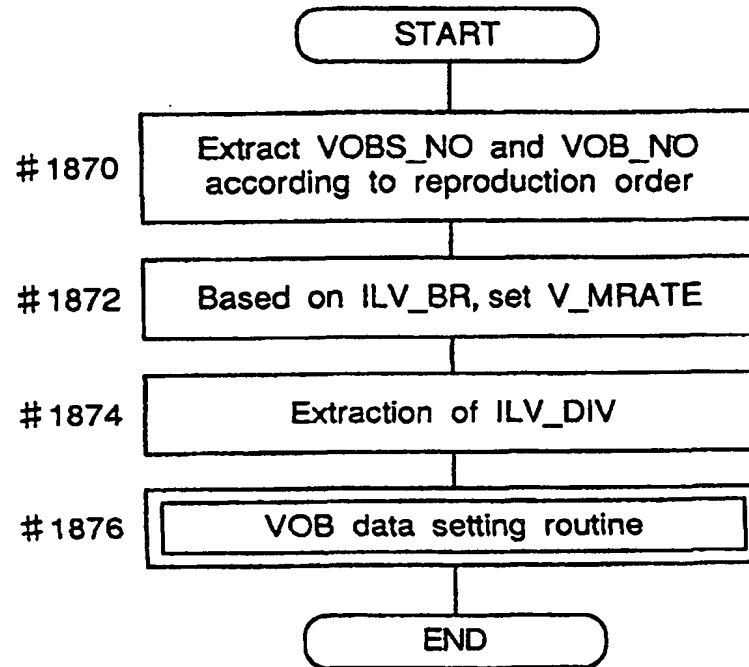 START
#1870
Extract VOBS_NO and VOB_NO
according to reproduction order
#1872
Based on ILV_BR, set V_MRATE
#1874
Extraction of ILV_DIV
#1876
VOB data setting routine
END